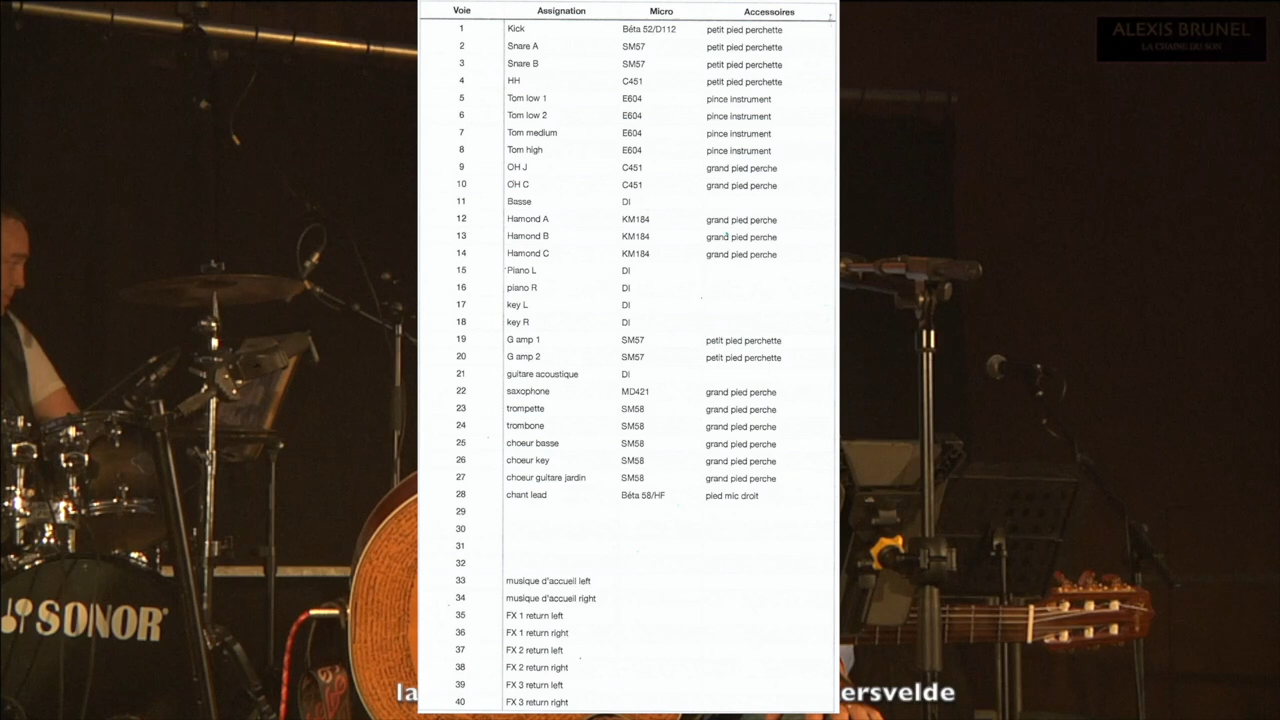 Voie Assignation Micro Accessoires
1 Kick Béta 52/D112 petit pied perchette
2 Snare A SM57 petit pied perchette
3 Snare B SM57 petit pied perchette
4 HH C451 petit pied perchette
5 Tom low 1 E604 pince instrument
6 Tom low 2 E604 pince instrument
7 Tom medium E604 pince instrument
8 Tom high E604 pince instrument
9 OH J C451 grand pied perche
10 OH C C451 grand pied perche
11 Basse DI
12 Hamond A KM184 grand pied perche
13 Hamond B KM184 grand pied perche
14 Hamond C KM184 grand pied perche
15 Piano L DI
16 piano R DI
17 key L DI
18 key R DI
19 G amp 1 SM57 petit pied perchette
20 G amp 2 SM57 petit pied perchette
21 guitare acoustique DI
22 saxophone MD421 grand pied perche
23 trompette SM58 grand pied perche
24 trombone SM58 grand pied perche
25 choeur basse SM58 grand pied perche
26 choeur key SM58 grand pied perche
27 choeur guitare jardin SM58 grand pied perche
28 chant lead Béta 58/HF pied mic droit
29
30
31
32
33 musique d'accueil left
34 musique d'accueil right
35 FX 1 return left
36 FX 1 return right
37 FX 2 return left
38 FX 2 return right
39 FX 3 return left
40 FX 3 return right
ALEXIS BRUNEL
LA CHAINE DU SON
SONOR
la ersvelde